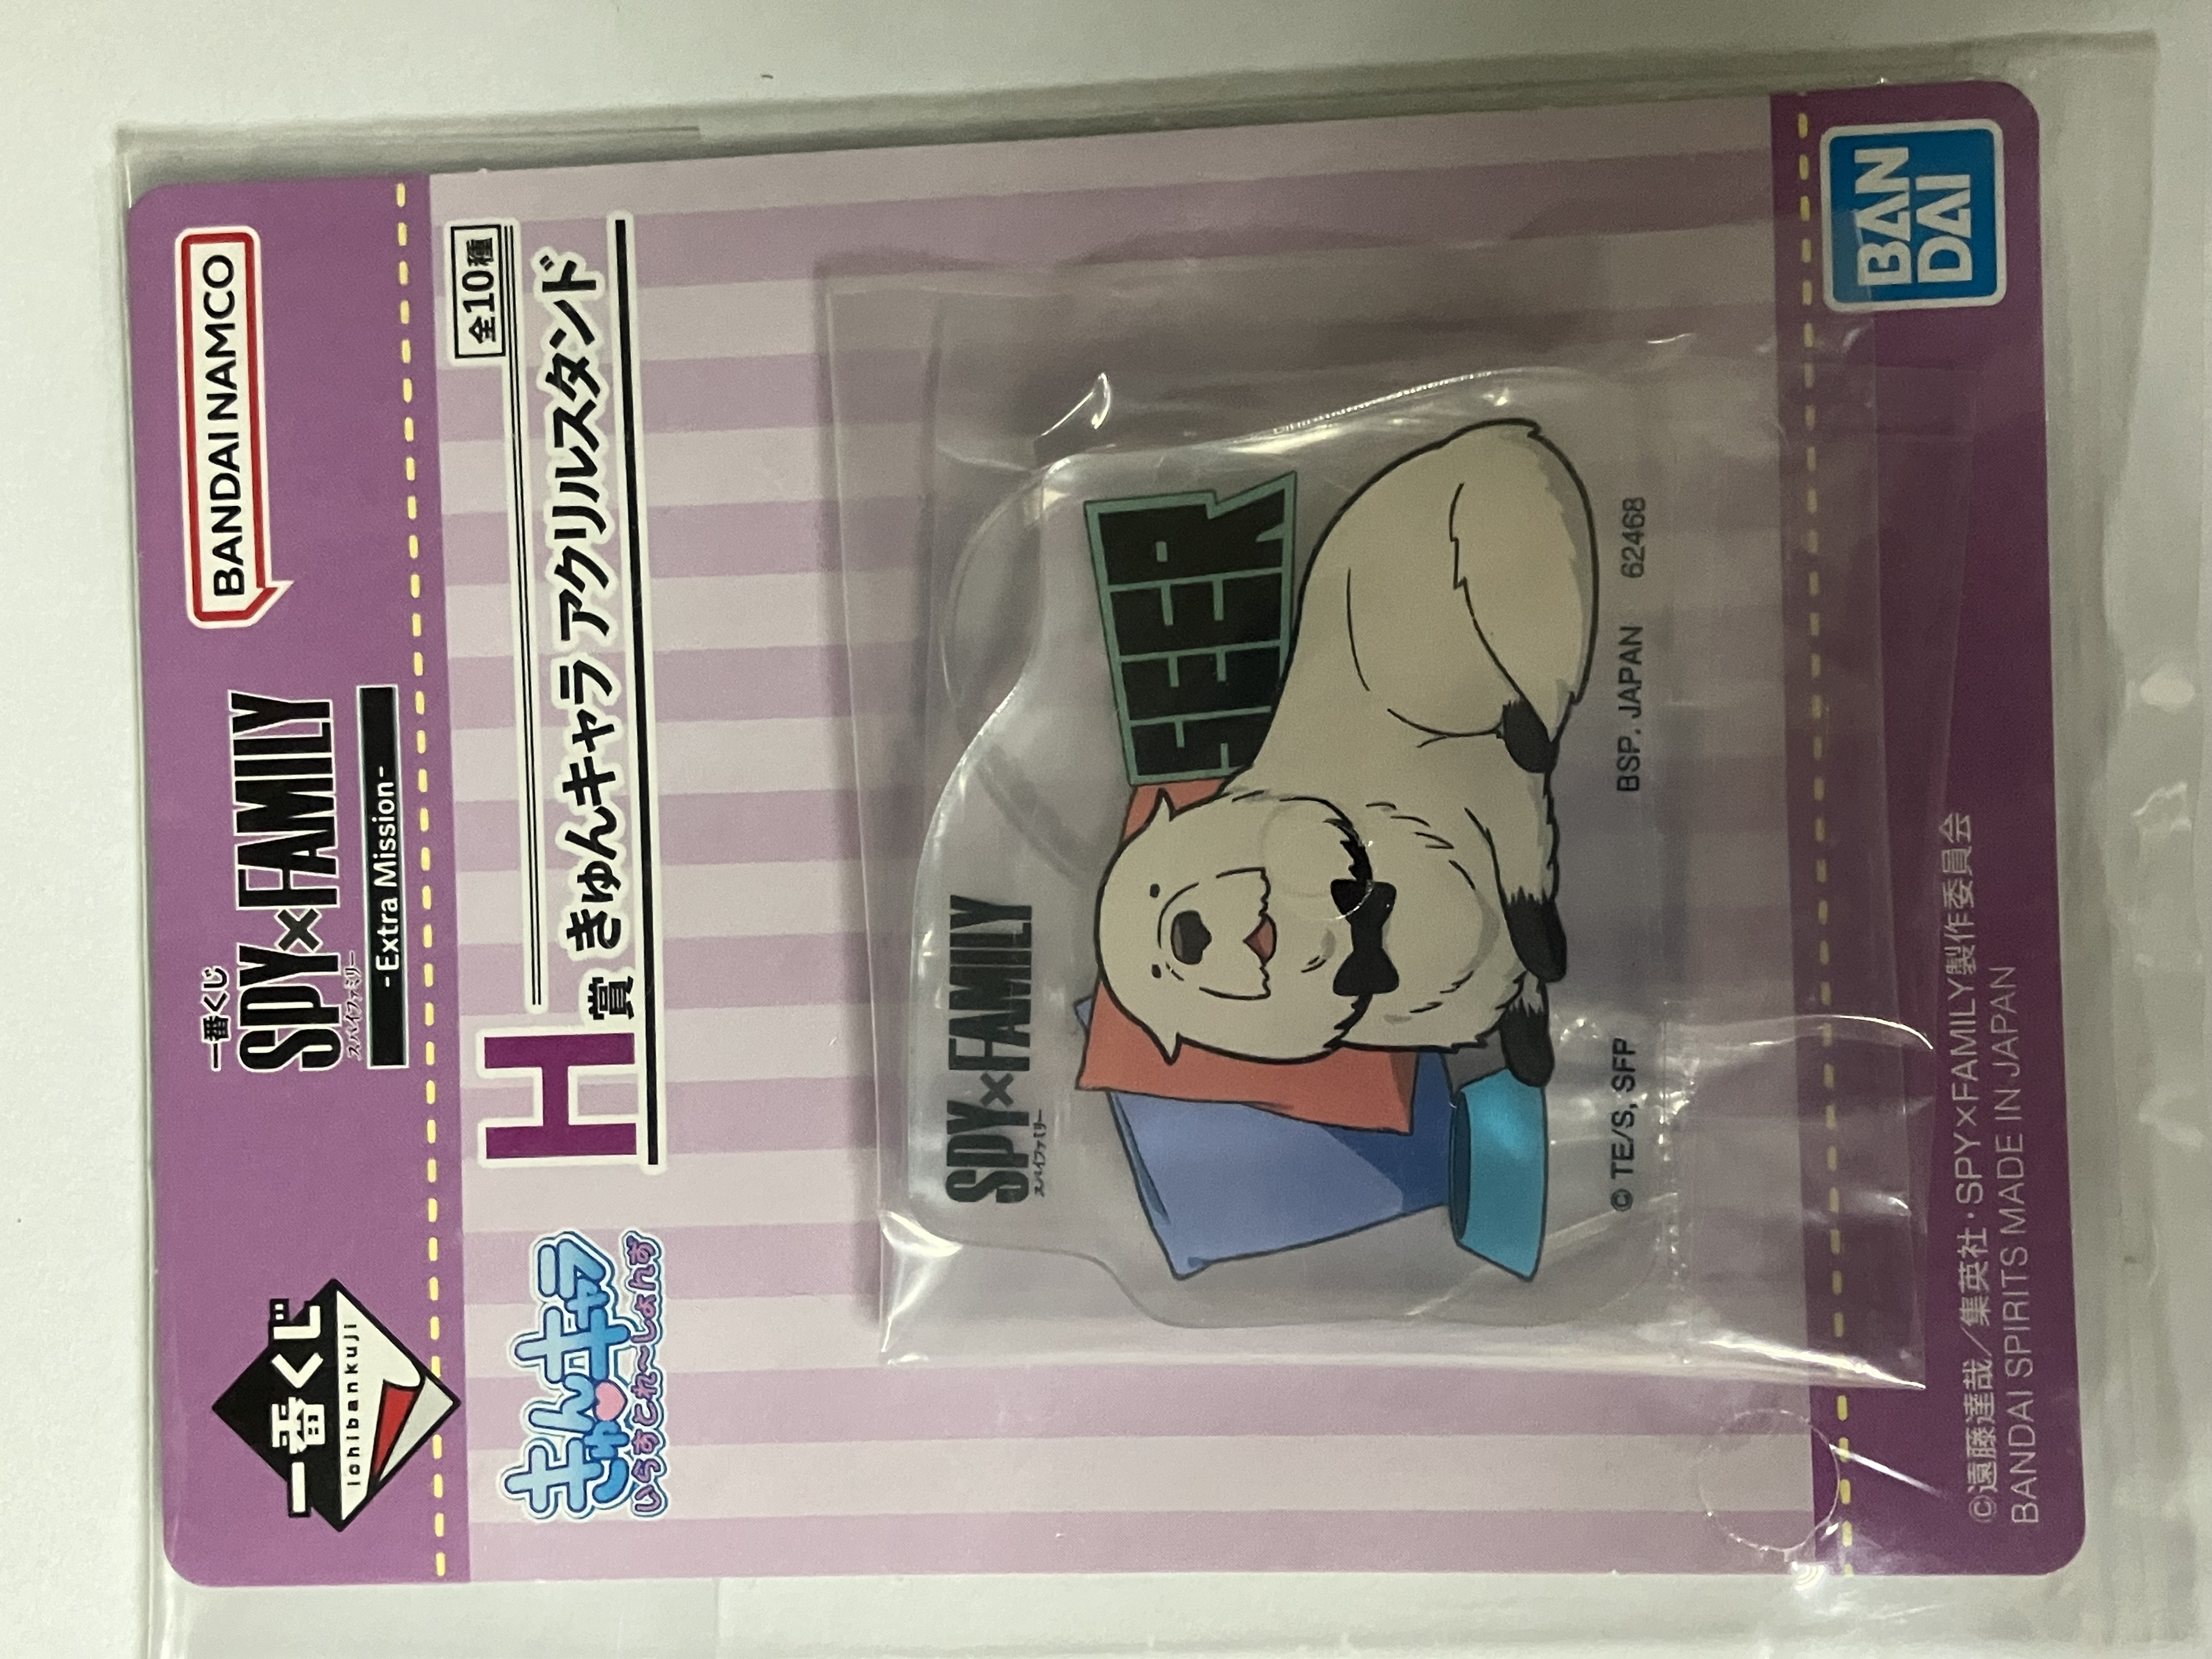 一番くじ
ichibankuji
一番くじ
SPY×FAMILY
スパイファミリー
-Extra Mission-
BANDAI NAMCO
きゅんキャラ
いらすとれ〜しょんず
H賞 きゅんキャラ アクリルスタンド
全10種
SPY×FAMILY
スパイファミリー
SEER
© TE/S, SFP
BSP, JAPAN 62468
©遠藤達哉／集英社・SPY×FAMILY製作委員会
BANDAI SPIRITS MADE IN JAPAN
BAN
DAI